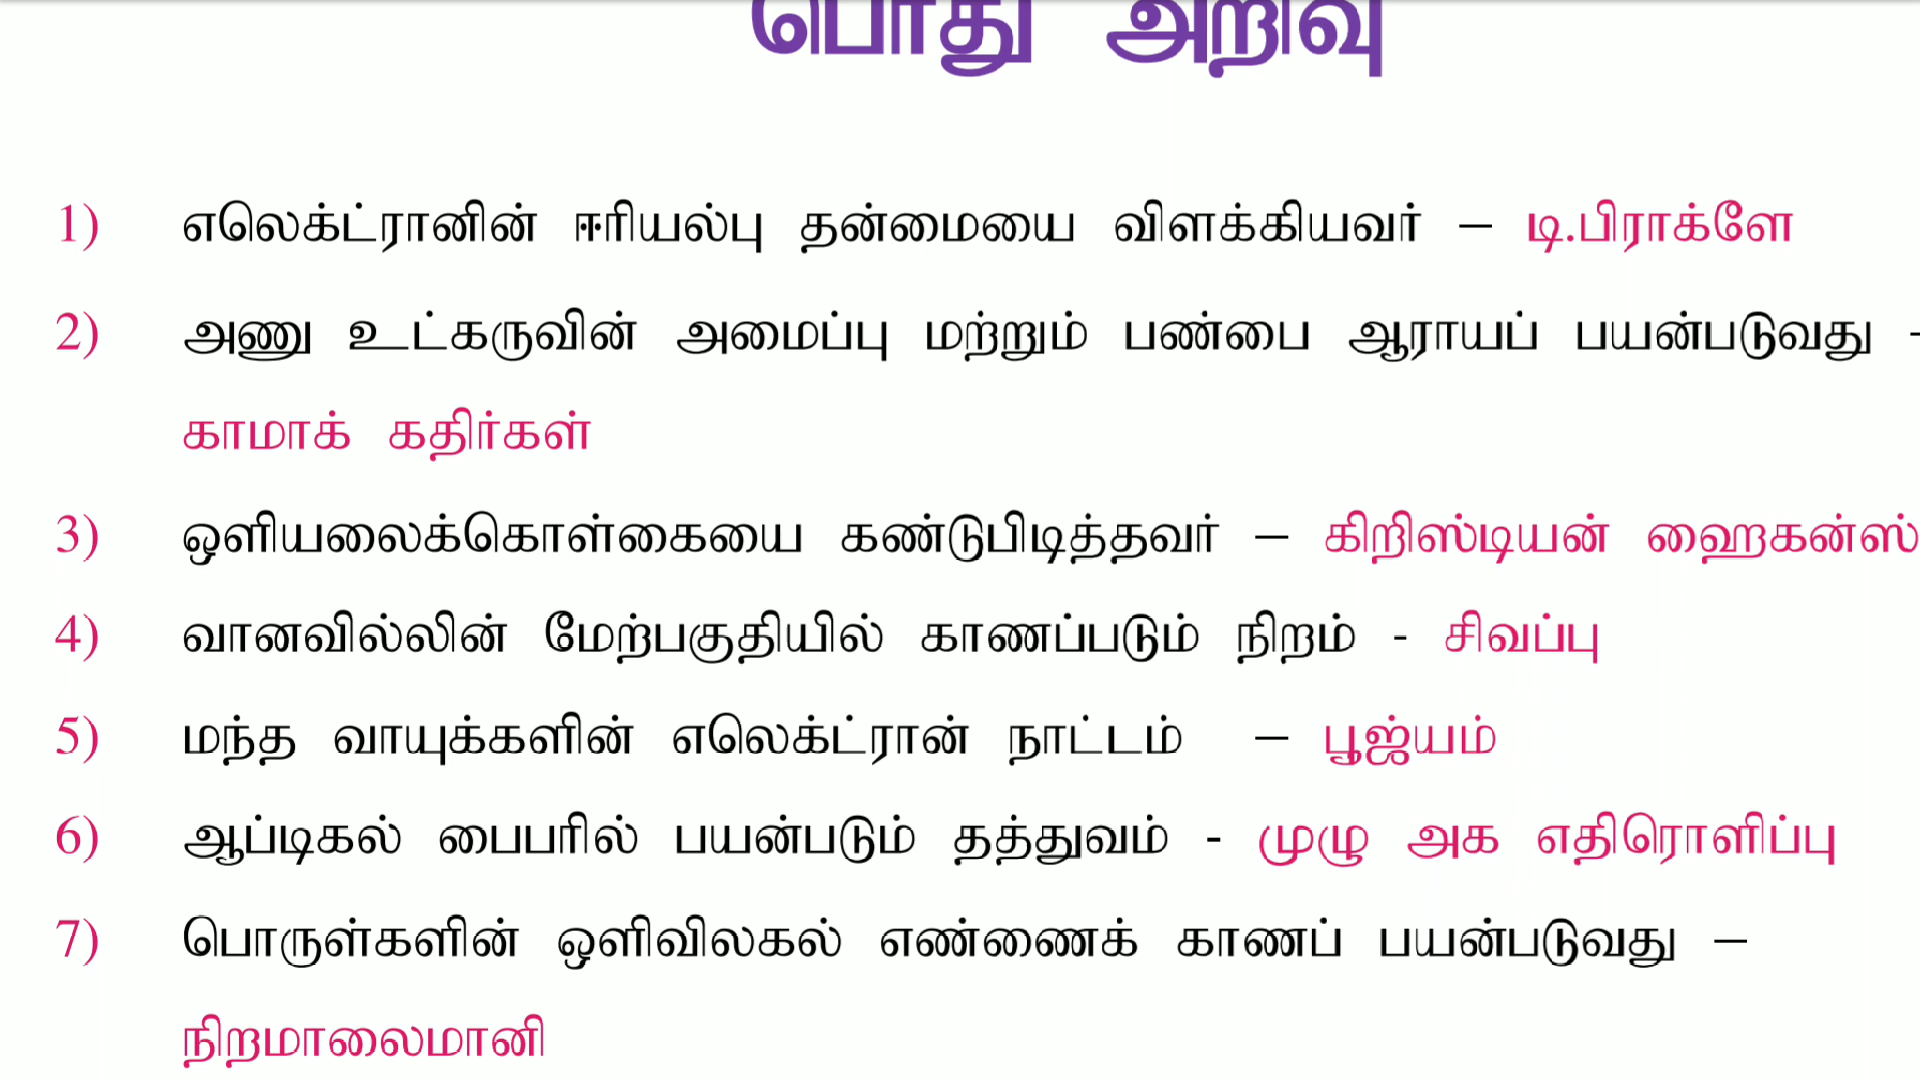 பொது அறிவு
1) எலெக்ட்ரானின் ஈரியல்பு தன்மையை விளக்கியவர் – டி.பிராக்ளே
2) அணு உட்கருவின் அமைப்பு மற்றும் பண்பை ஆராயப் பயன்படுவது -
காமாக் கதிர்கள்
3) ஒளியலைக்கொள்கையை கண்டுபிடித்தவர் – கிறிஸ்டியன் ஹைகன்ஸ்
4) வானவில்லின் மேற்பகுதியில் காணப்படும் நிறம் - சிவப்பு
5) மந்த வாயுக்களின் எலெக்ட்ரான் நாட்டம் – பூஜ்யம்
6) ஆப்டிகல் பைபரில் பயன்படும் தத்துவம் - முழு அக எதிரொளிப்பு
7) பொருள்களின் ஒளிவிலகல் எண்ணைக் காணப் பயன்படுவது –
நிறமாலைமானி